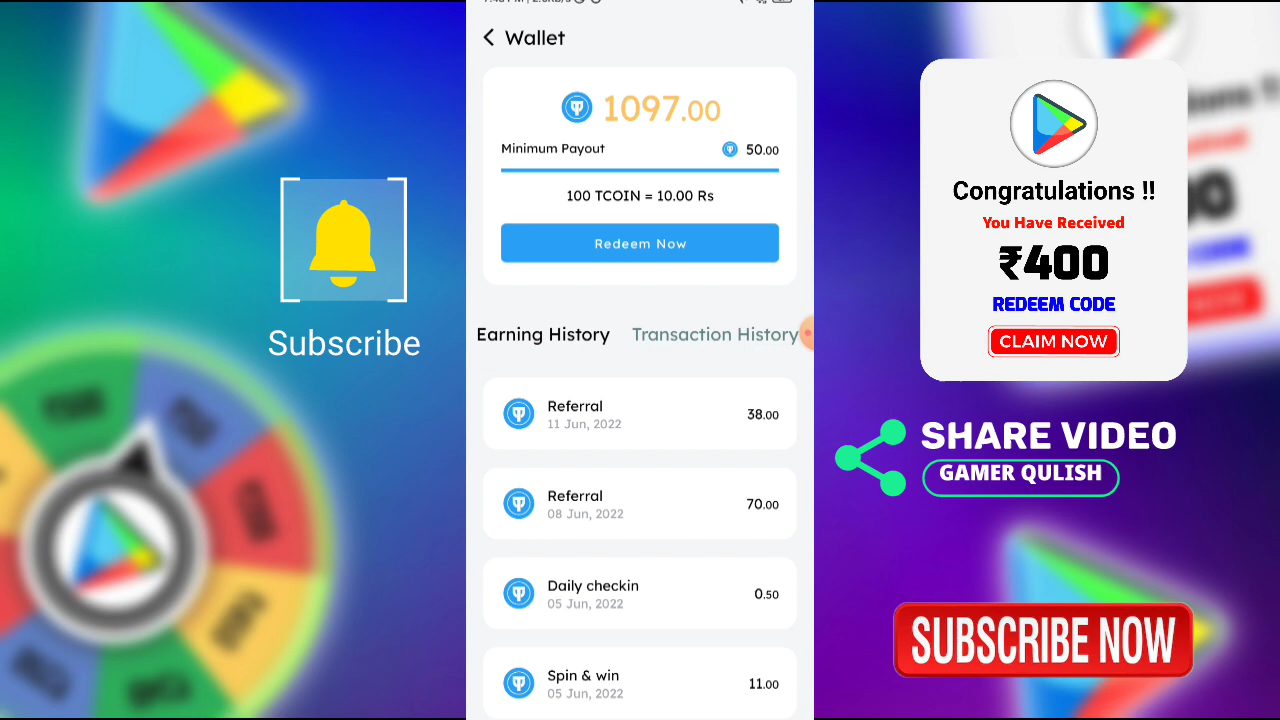 Wallet
1097.00
Minimum Payout
50.00
100 TCOIN = 10.00 Rs
Redeem Now
Earning History
Transaction History
Referral
38.00
11 Jun, 2022
Referral
70.00
08 Jun, 2022
Daily checkin
0.50
05 Jun, 2022
Spin & win
11.00
05 Jun, 2022
Subscribe
Congratulations !!
You Have Received
₹400
REDEEM CODE
CLAIM NOW
SHARE VIDEO
GAMER QULISH
SUBSCRIBE NOW